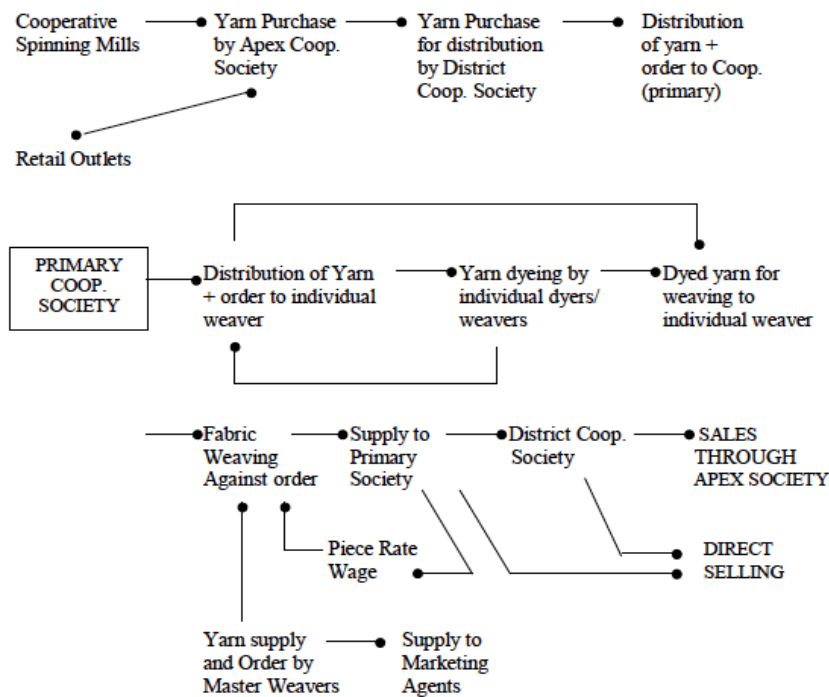 Cooperative
Spinning Mills
Yarn Purchase
by Apex Coop.
Society
Yarn Purchase
for distribution
by District
Coop. Society
Distribution
of yarn +
order to Coop.
(primary)
Retail Outlets
PRIMARY
COOP.
SOCIETY
Distribution of Yarn
+ order to individual
weaver
Yarn dyeing by
individual dyers/
weavers
Dyed yarn for
weaving to
individual weaver
Fabric
Weaving
Against order
Supply to
Primary
Society
District Coop.
Society
SALES
THROUGH
APEX SOCIETY
Piece Rate
Wage
DIRECT
SELLING
Yarn supply
and Order by
Master Weavers
Supply to
Marketing
Agents